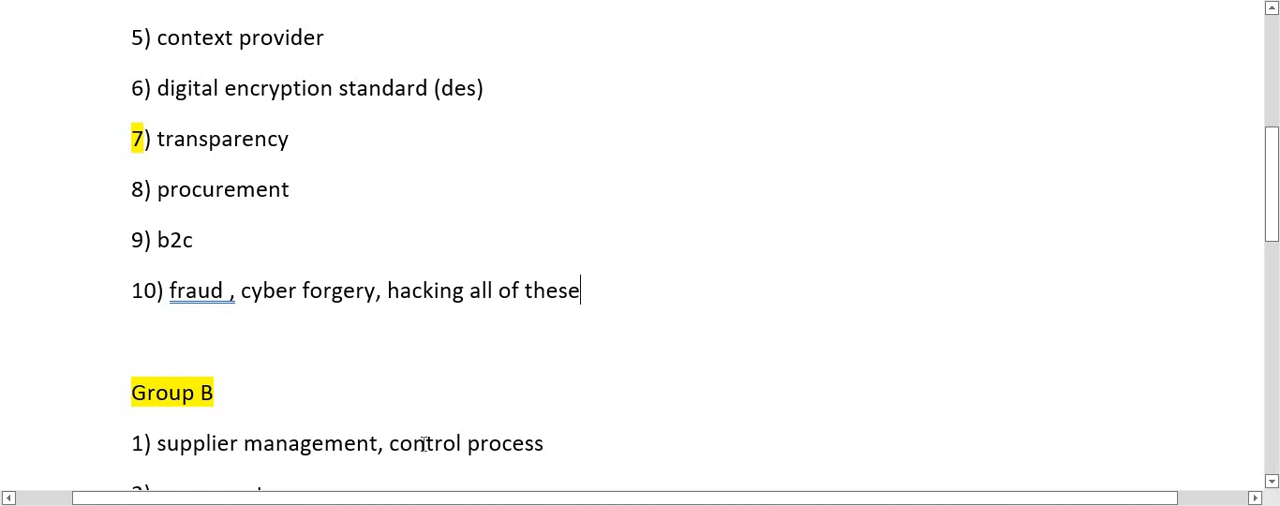 5) context provider
6) digital encryption standard (des)
7) transparency
8) procurement
9) b2c
10) fraud , cyber forgery, hacking all of these
Group B
1) supplier management, control process